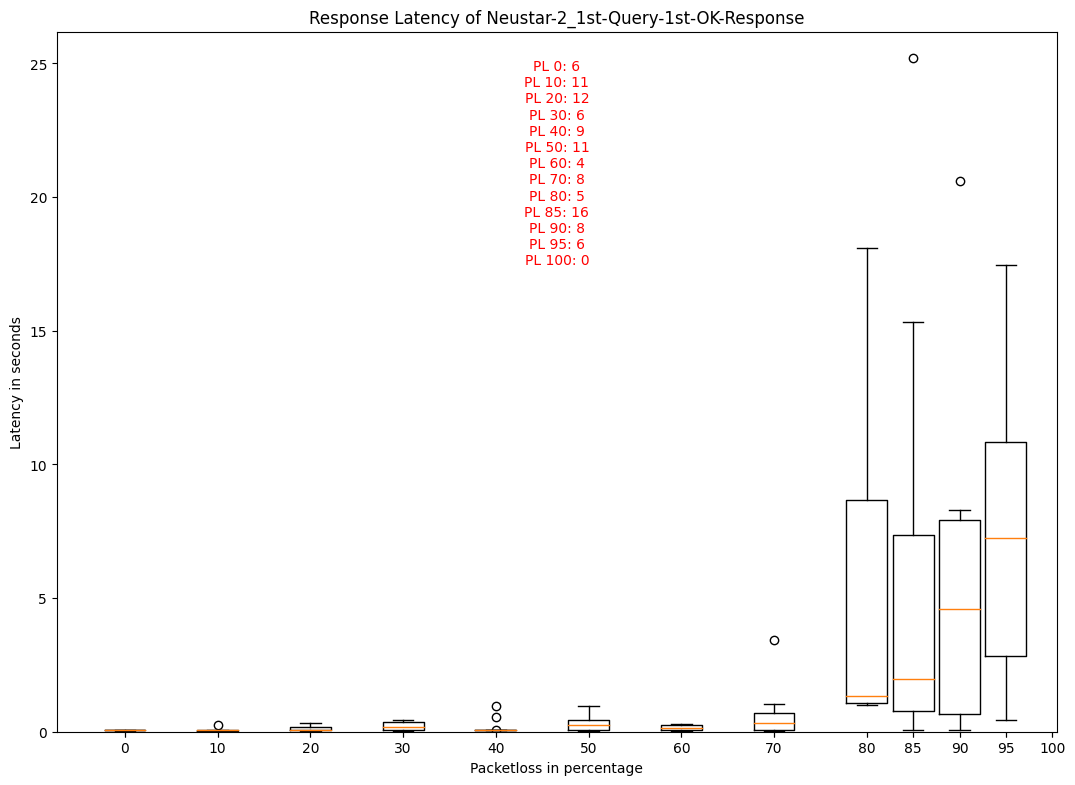 Response Latency of Neustar-2_1st-Query-1st-OK-Response
PL 0: 6
PL 10: 11
PL 20: 12
PL 30: 6
PL 40: 9
PL 50: 11
PL 60: 4
PL 70: 8
PL 80: 5
PL 85: 16
PL 90: 8
PL 95: 6
PL 100: 0
Latency in seconds
25
20
15
10
5
0
0 10 20 30 40 50 60 70 80 85 90 95 100
Packetloss in percentage